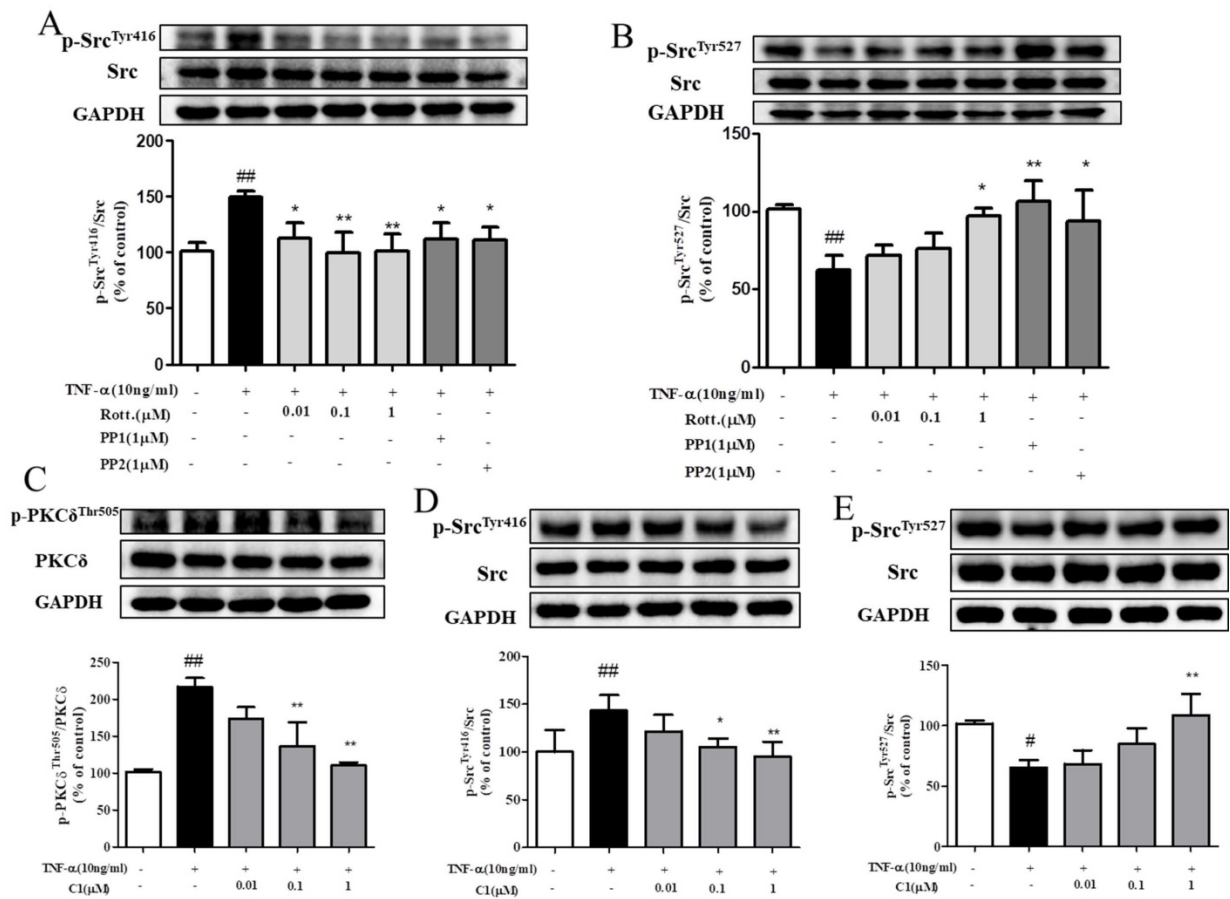 A
p-Src^Tyr416
Src
GAPDH
200
150
100
50
0
p-Src^Tyr416/Src
(% of control)
##
*
**
**
*
*
TNF-α(10ng/ml) - + + + + + +
Rott.(μM) - - 0.01 0.1 1 - -
PP1(1μM) - - - - - + -
PP2(1μM) - - - - - - +
B
p-Src^Tyr527
Src
GAPDH
150
100
50
0
p-Src^Tyr527/Src
(% of control)
##
*
**
*
TNF-α(10ng/ml) - + + + + + +
Rott.(μM) - - 0.01 0.1 1 - -
PP1(1μM) - - - - - + -
PP2(1μM) - - - - - - +
C
p-PKCδ^Thr505
PKCδ
GAPDH
250
200
150
100
50
0
p-PKCδ^Thr505/PKCδ
(% of control)
##
**
**
TNF-α(10ng/ml) - + + + +
C1(μM) - - 0.01 0.1 1
D
p-Src^Tyr416
Src
GAPDH
200
150
100
50
0
p-Src^Tyr416/Src
(% of control)
##
*
**
TNF-α(10ng/ml) - + + + +
C1(μM) - - 0.01 0.1 1
E
p-Src^Tyr527
Src
GAPDH
150
100
50
0
p-Src^Tyr527/Src
(% of control)
#
**
TNF-α(10ng/ml) - + + + +
C1(μM) - - 0.01 0.1 1